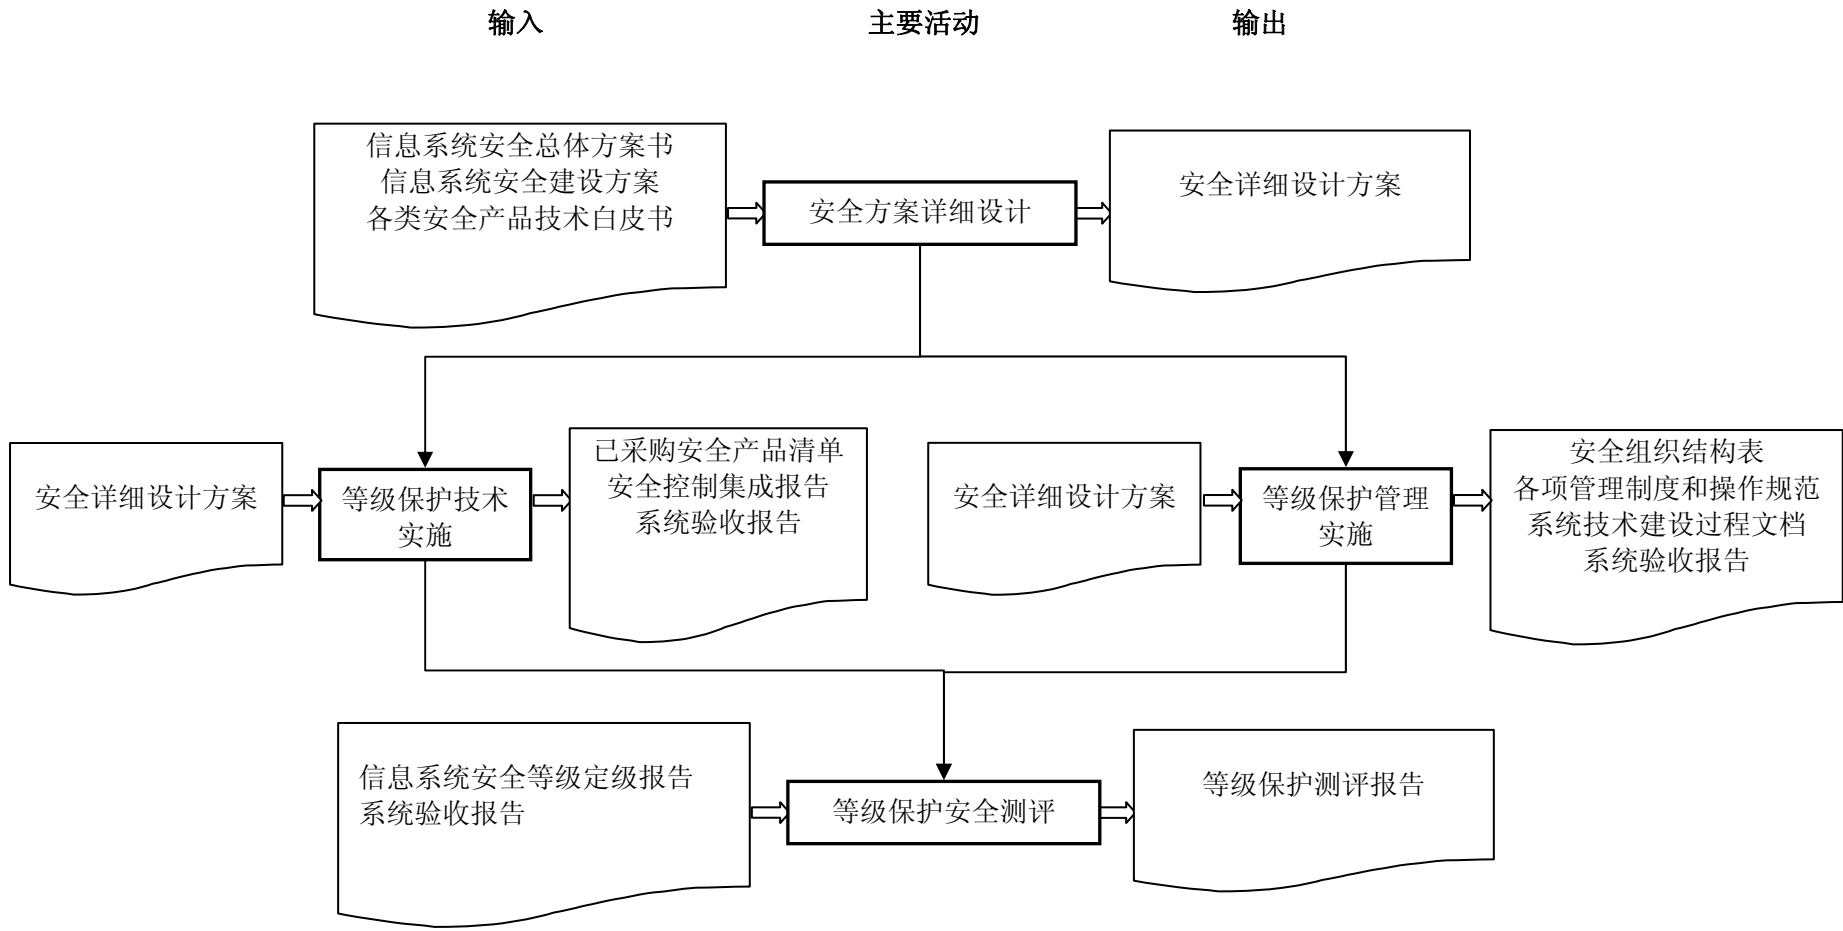 输入
主要活动
输出
信息系统安全总体方案书
信息系统安全建设方案
各类安全产品技术白皮书
安全方案详细设计
安全详细设计方案
安全详细设计方案
等级保护技术
实施
已采购安全产品清单
安全控制集成报告
系统验收报告
安全详细设计方案
等级保护管理
实施
安全组织结构表
各项管理制度和操作规范
系统技术建设过程文档
系统验收报告
信息系统安全等级定级报告
系统验收报告
等级保护安全测评
等级保护测评报告